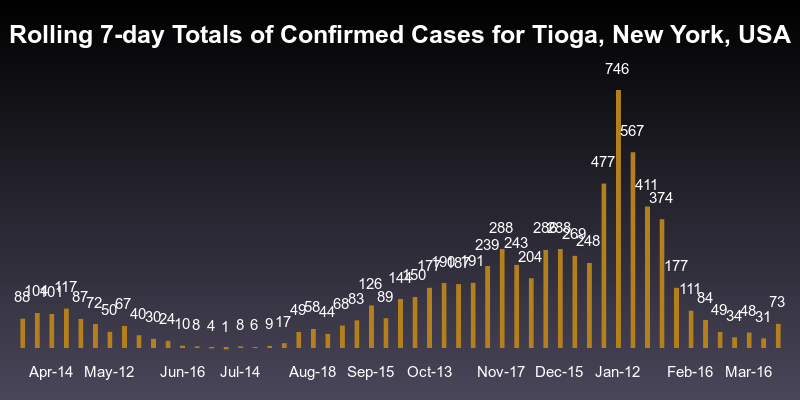 Rolling 7-day Totals of Confirmed Cases for Tioga, New York, USA
746
567
477
411
374
288
286 288
239 243 269 248
204
177 190 187 191
177
144 150
126
117
104 101
111
88 87 89
83 84
72 67 68 73
50 49 58 49 48
40 44
30 24 34 31
10 8 4 1 8 6 9 17
Apr-14 May-12 Jun-16 Jul-14 Aug-18 Sep-15 Oct-13 Nov-17 Dec-15 Jan-12 Feb-16 Mar-16